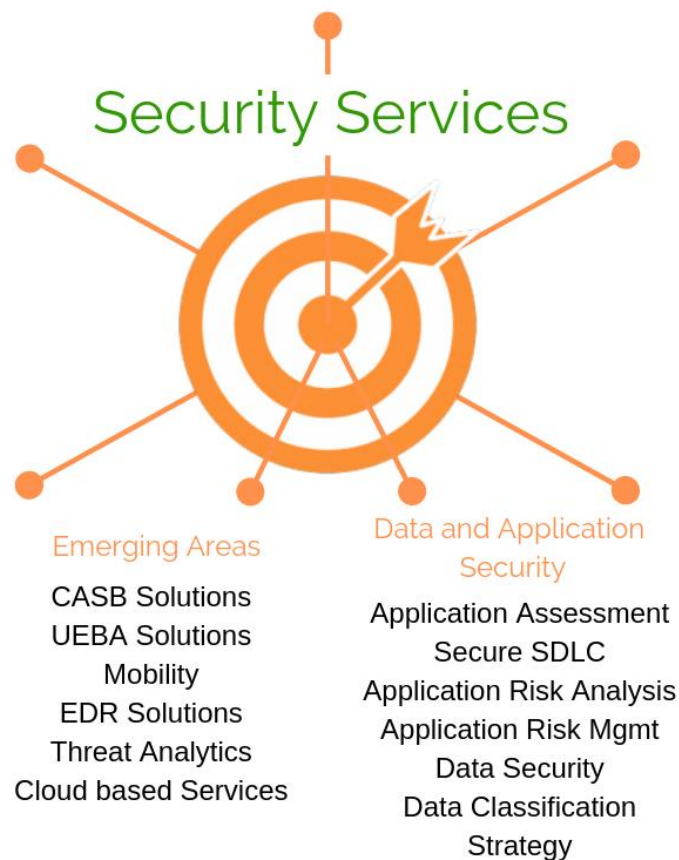 Security Services
Emerging Areas
CASB Solutions
UEBA Solutions
Mobility
EDR Solutions
Threat Analytics
Cloud based Services
Data and Application
Security
Application Assessment
Secure SDLC
Application Risk Analysis
Application Risk Mgmt
Data Security
Data Classification
Strategy